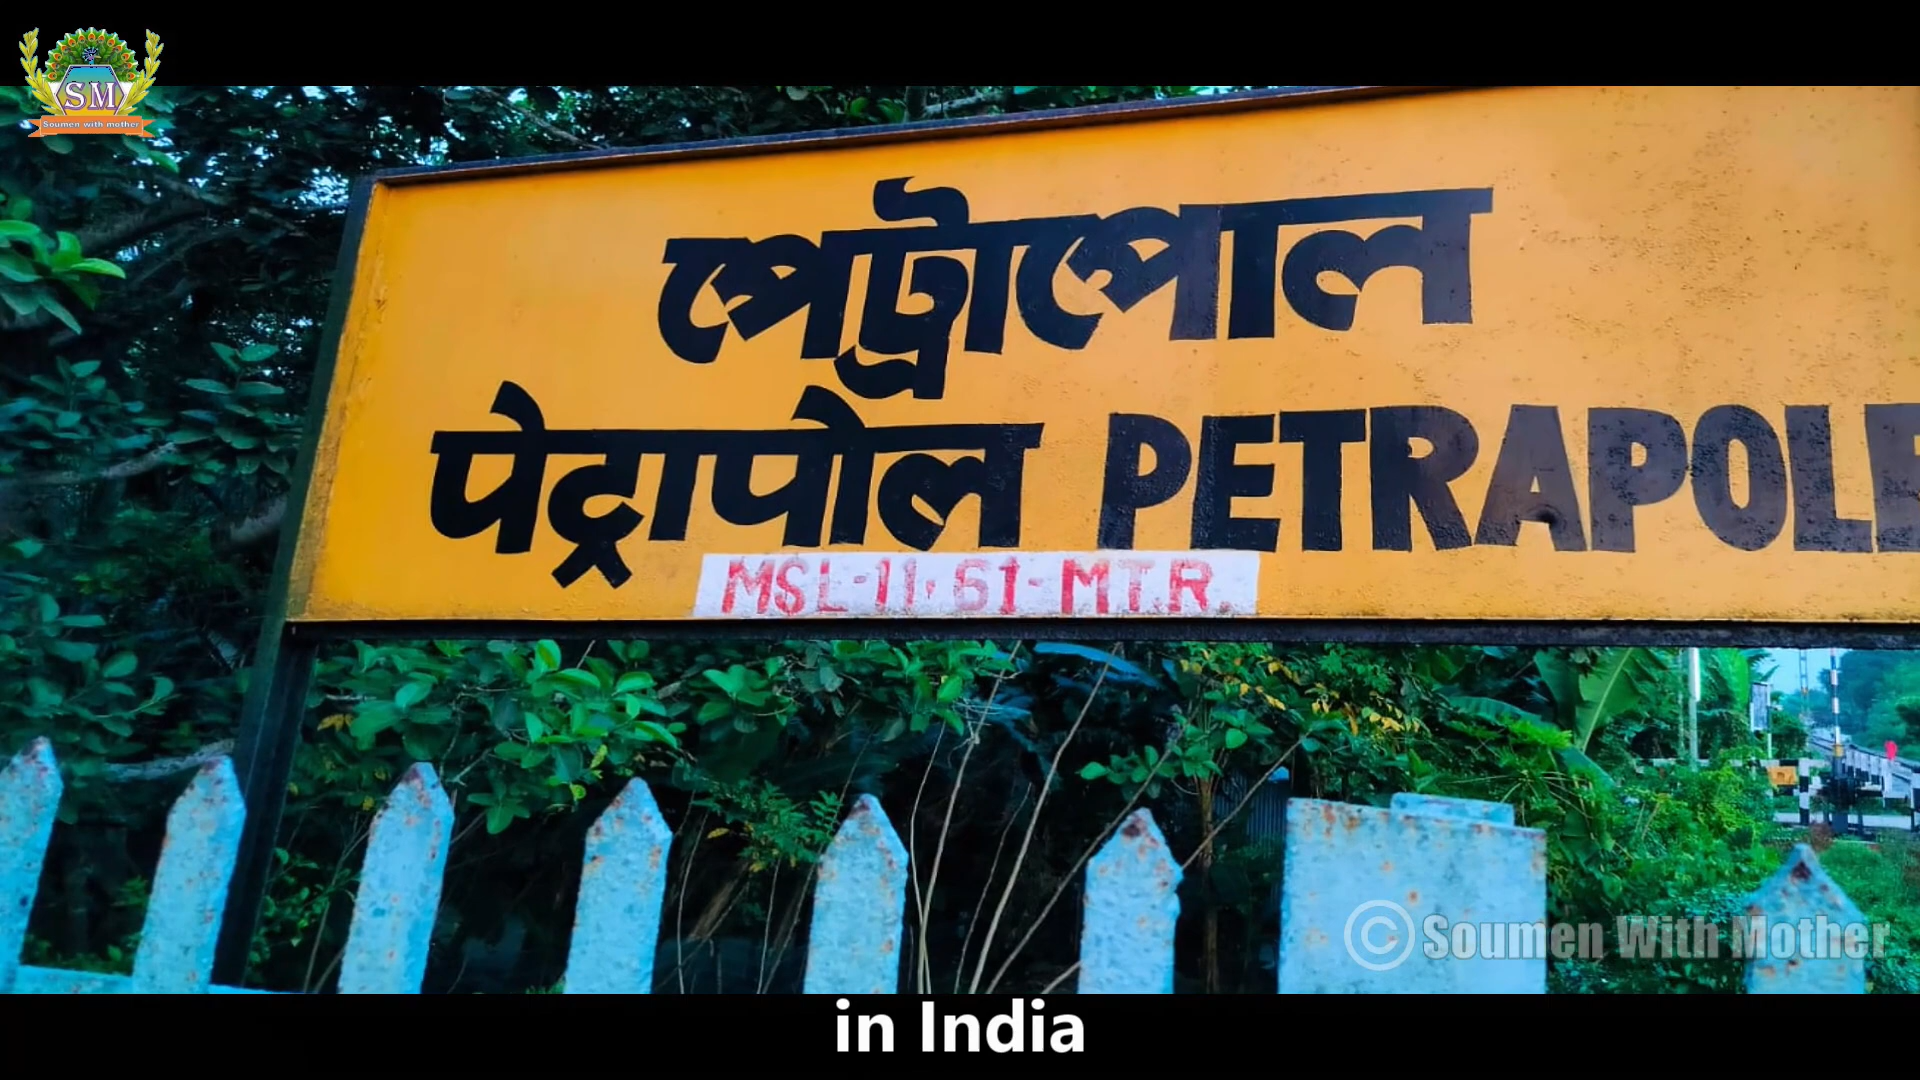 SM
Soumen with mother
পেট্রাপোল
पेट्रापोल PETRAPOLE
MSL-11.61-MTR.
© Soumen With Mother
in India